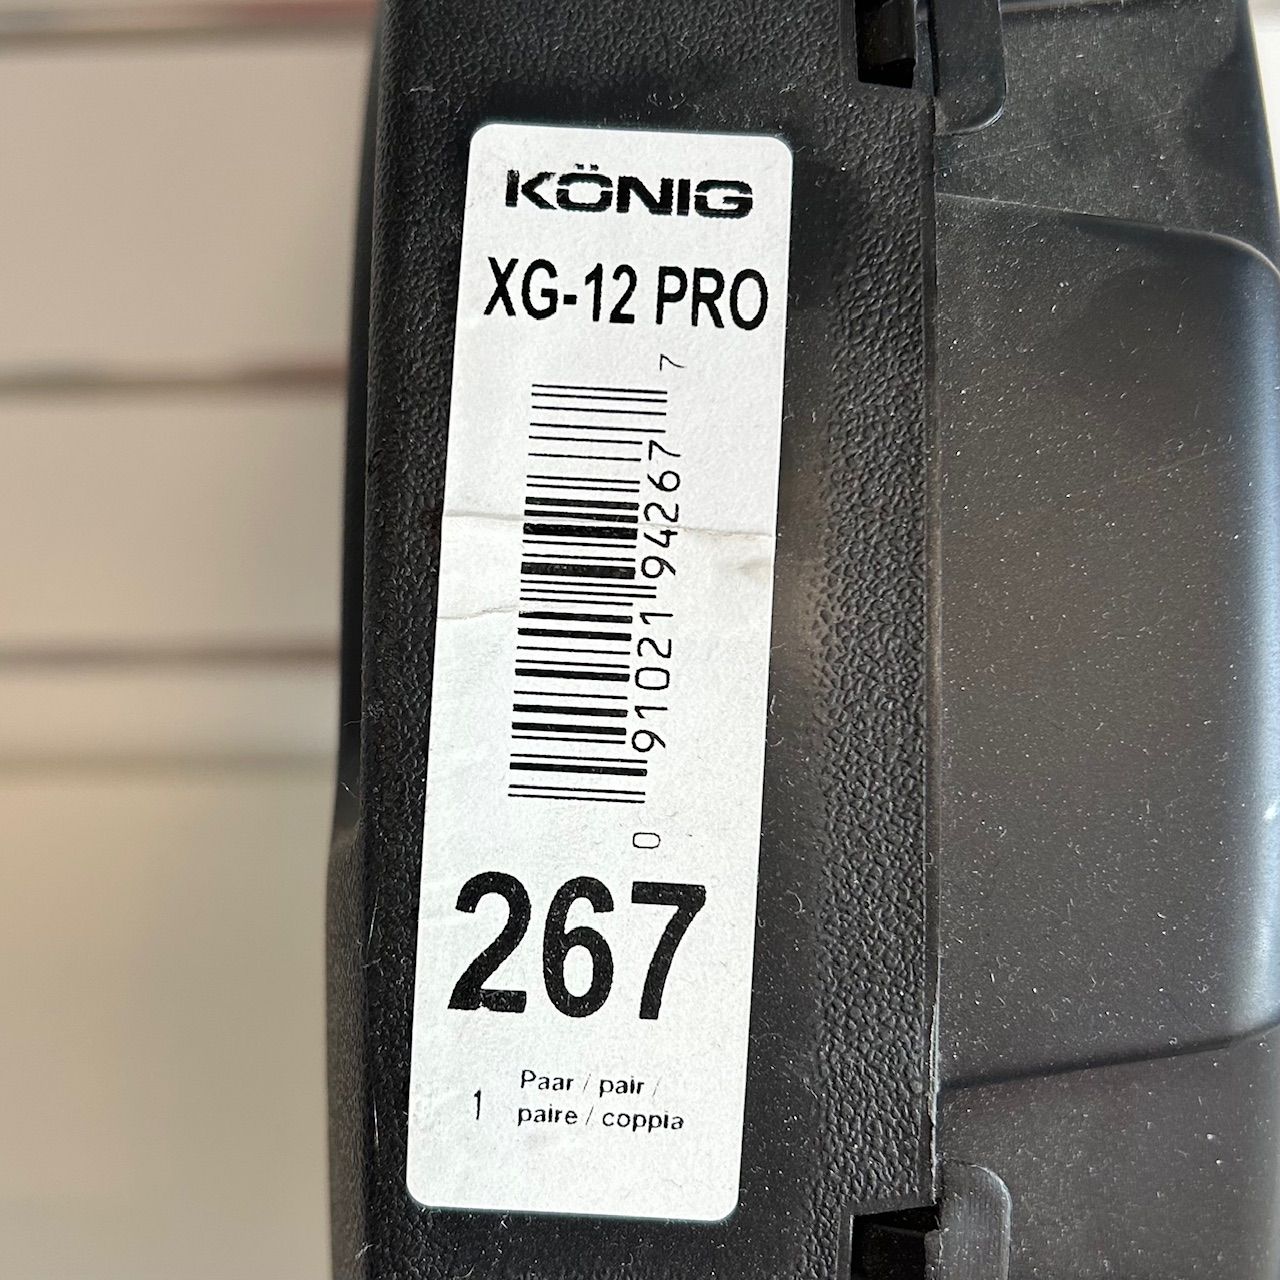 KÖNIG
XG-12 PRO
0 91021 94267 7
267
1 Paar / pair /
paire / coppia